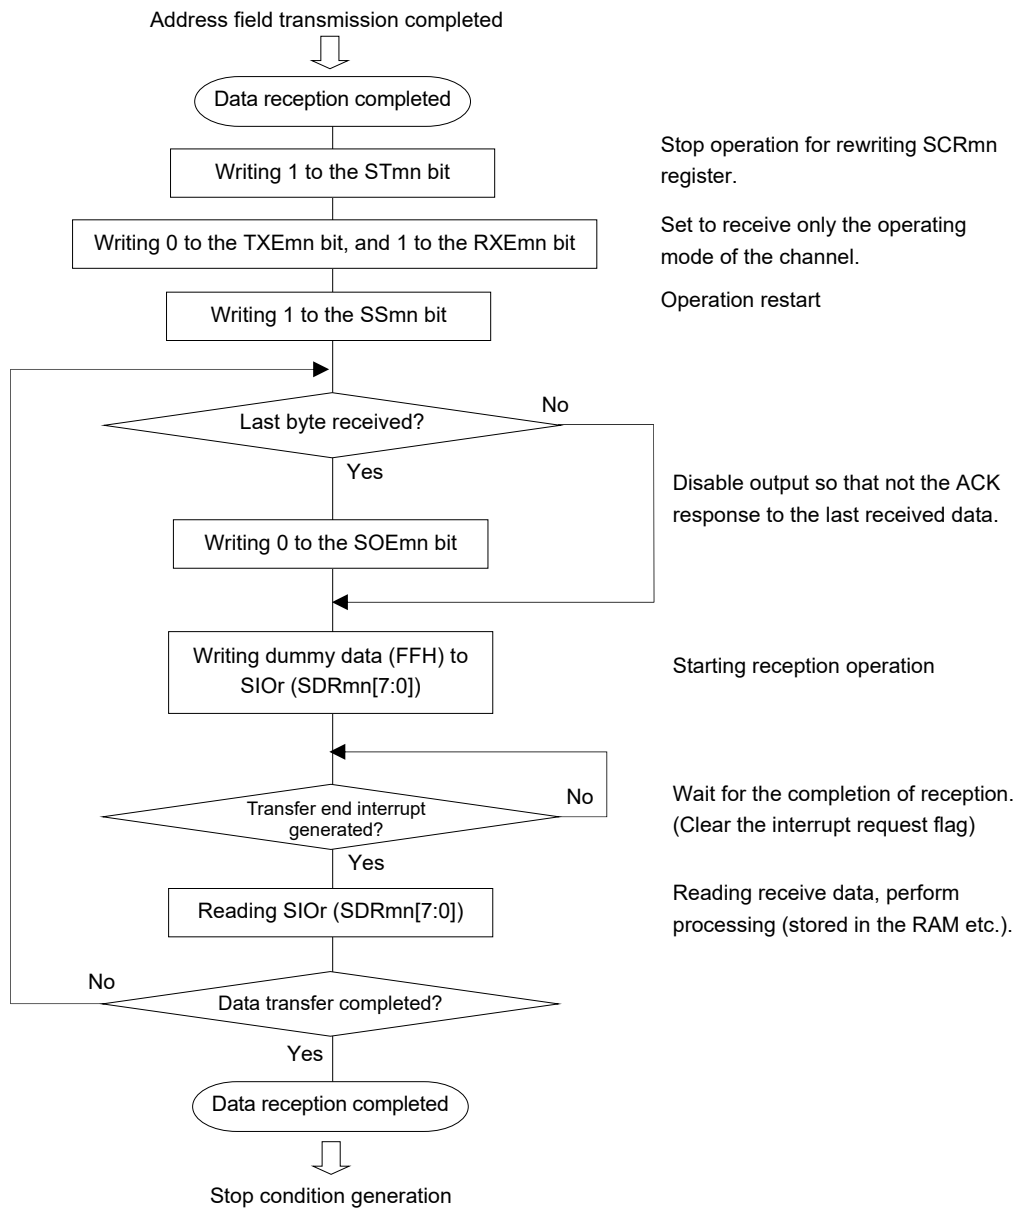 Address field transmission completed
Data reception completed
Writing 1 to the STmn bit
Stop operation for rewriting SCRmn
register.
Writing 0 to the TXEmn bit, and 1 to the RXEmn bit
Set to receive only the operating
mode of the channel.
Writing 1 to the SSmn bit
Operation restart
Last byte received?
No
Yes
Disable output so that not the ACK
response to the last received data.
Writing 0 to the SOEmn bit
Writing dummy data (FFH) to
SIOr (SDRmn[7:0])
Starting reception operation
Transfer end interrupt
generated?
No
Wait for the completion of reception.
(Clear the interrupt request flag)
Yes
Reading SIOr (SDRmn[7:0])
Reading receive data, perform
processing (stored in the RAM etc.).
No
Data transfer completed?
Yes
Data reception completed
Stop condition generation